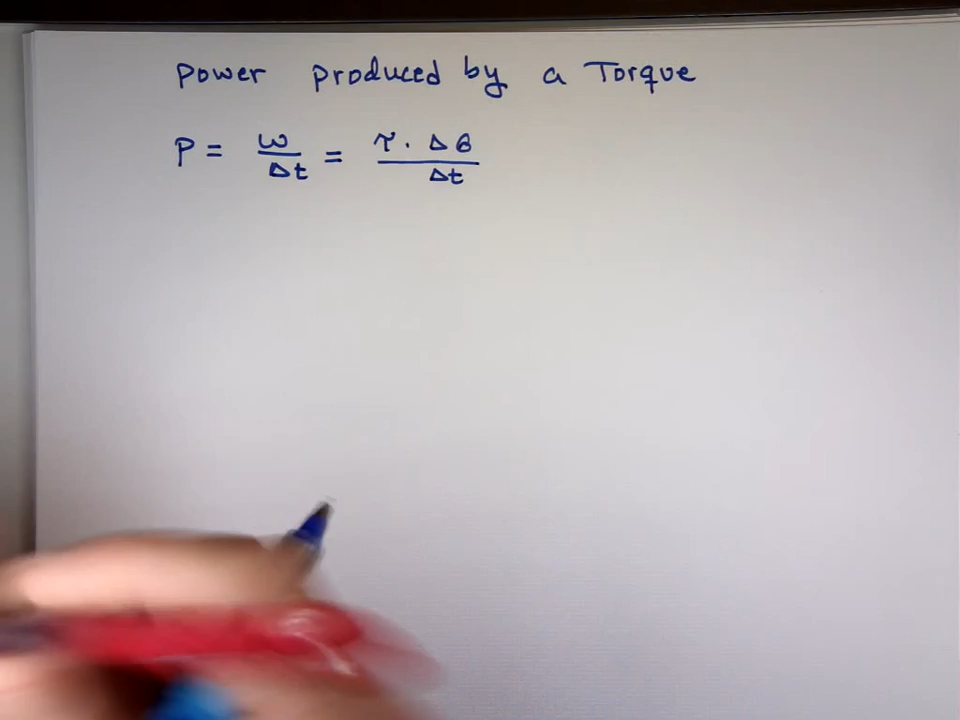 Power produced by a Torque
P = w/Δt = τ · Δθ/Δt